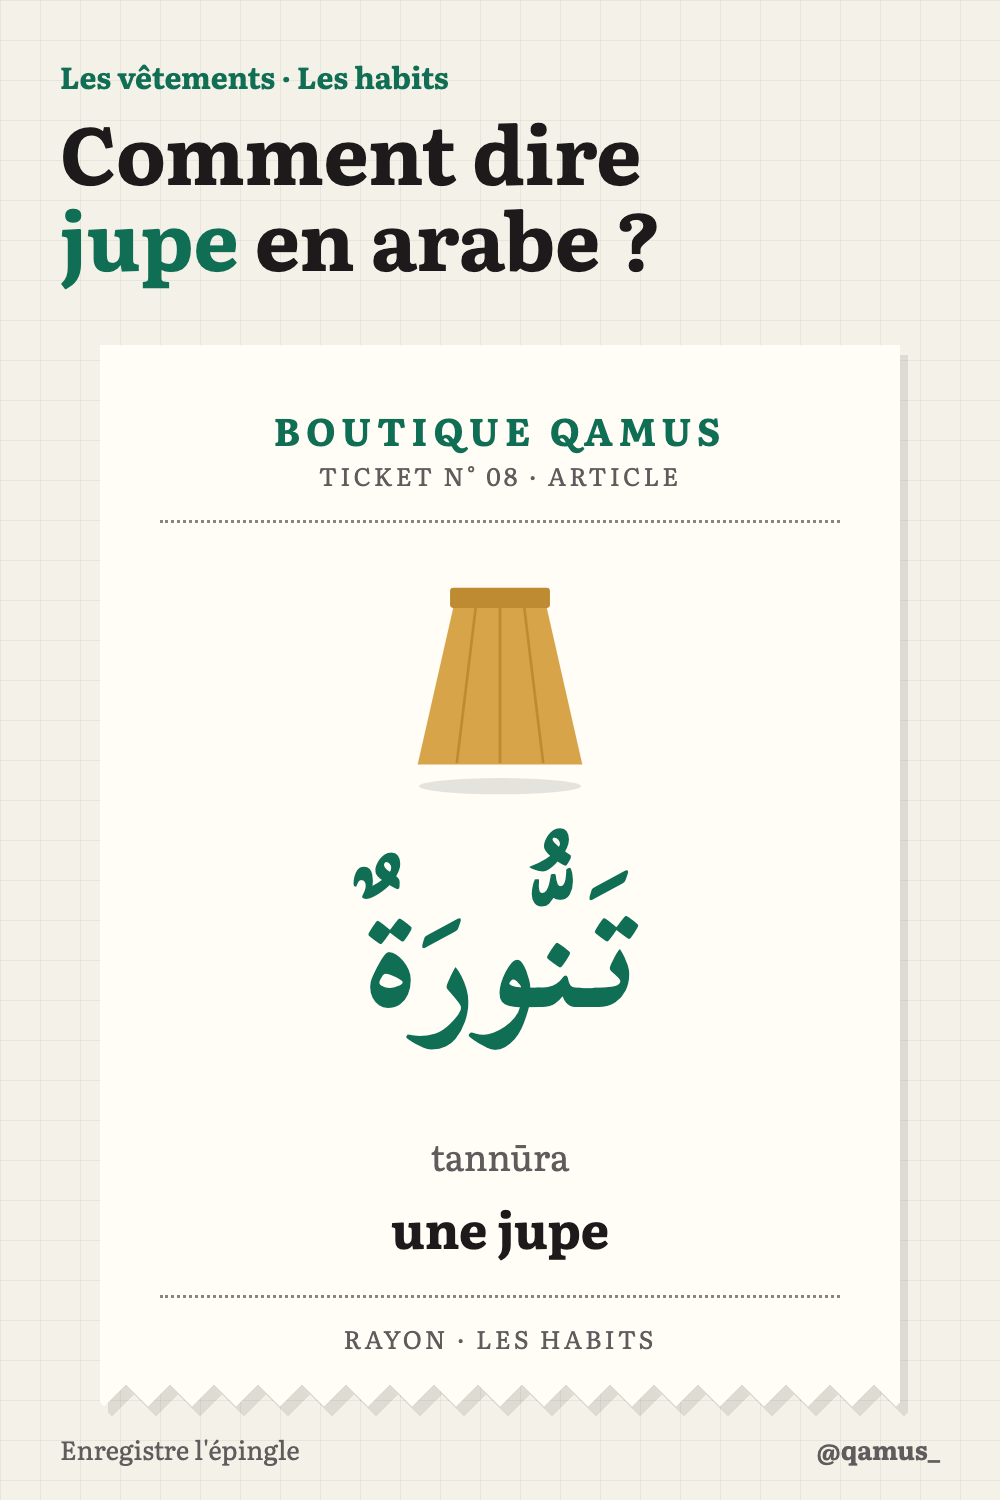 Les vêtements · Les habits
Comment dire
jupe en arabe ?
BOUTIQUE QAMUS
TICKET N° 08 · ARTICLE
تَنُّورَةٌ
tannūra
une jupe
RAYON · LES HABITS
Enregistre l'épingle
@qamus_